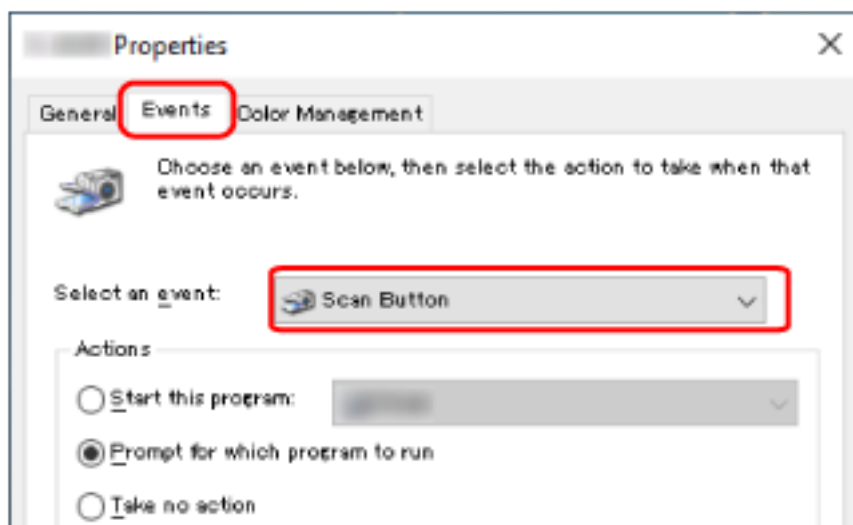 Properties
General Events Color Management
Choose an event below, then select the action to take when that
event occurs.
Select an event: Scan Button
Actions
Start this program:
Prompt for which program to run
Take no action